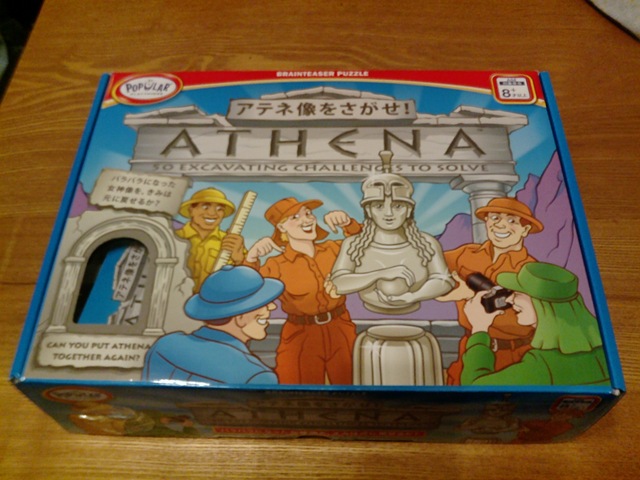 BRAINTEASER PUZZLE
POPULAR
8+
アテネ像をさがせ!
ATHENA
50 EXCAVATING CHALLENGES TO SOLVE
バラバラになった
女神像を、きみは
元に戻せるか?
CAN YOU PUT ATHENA
TOGETHER AGAIN?
ATHENA